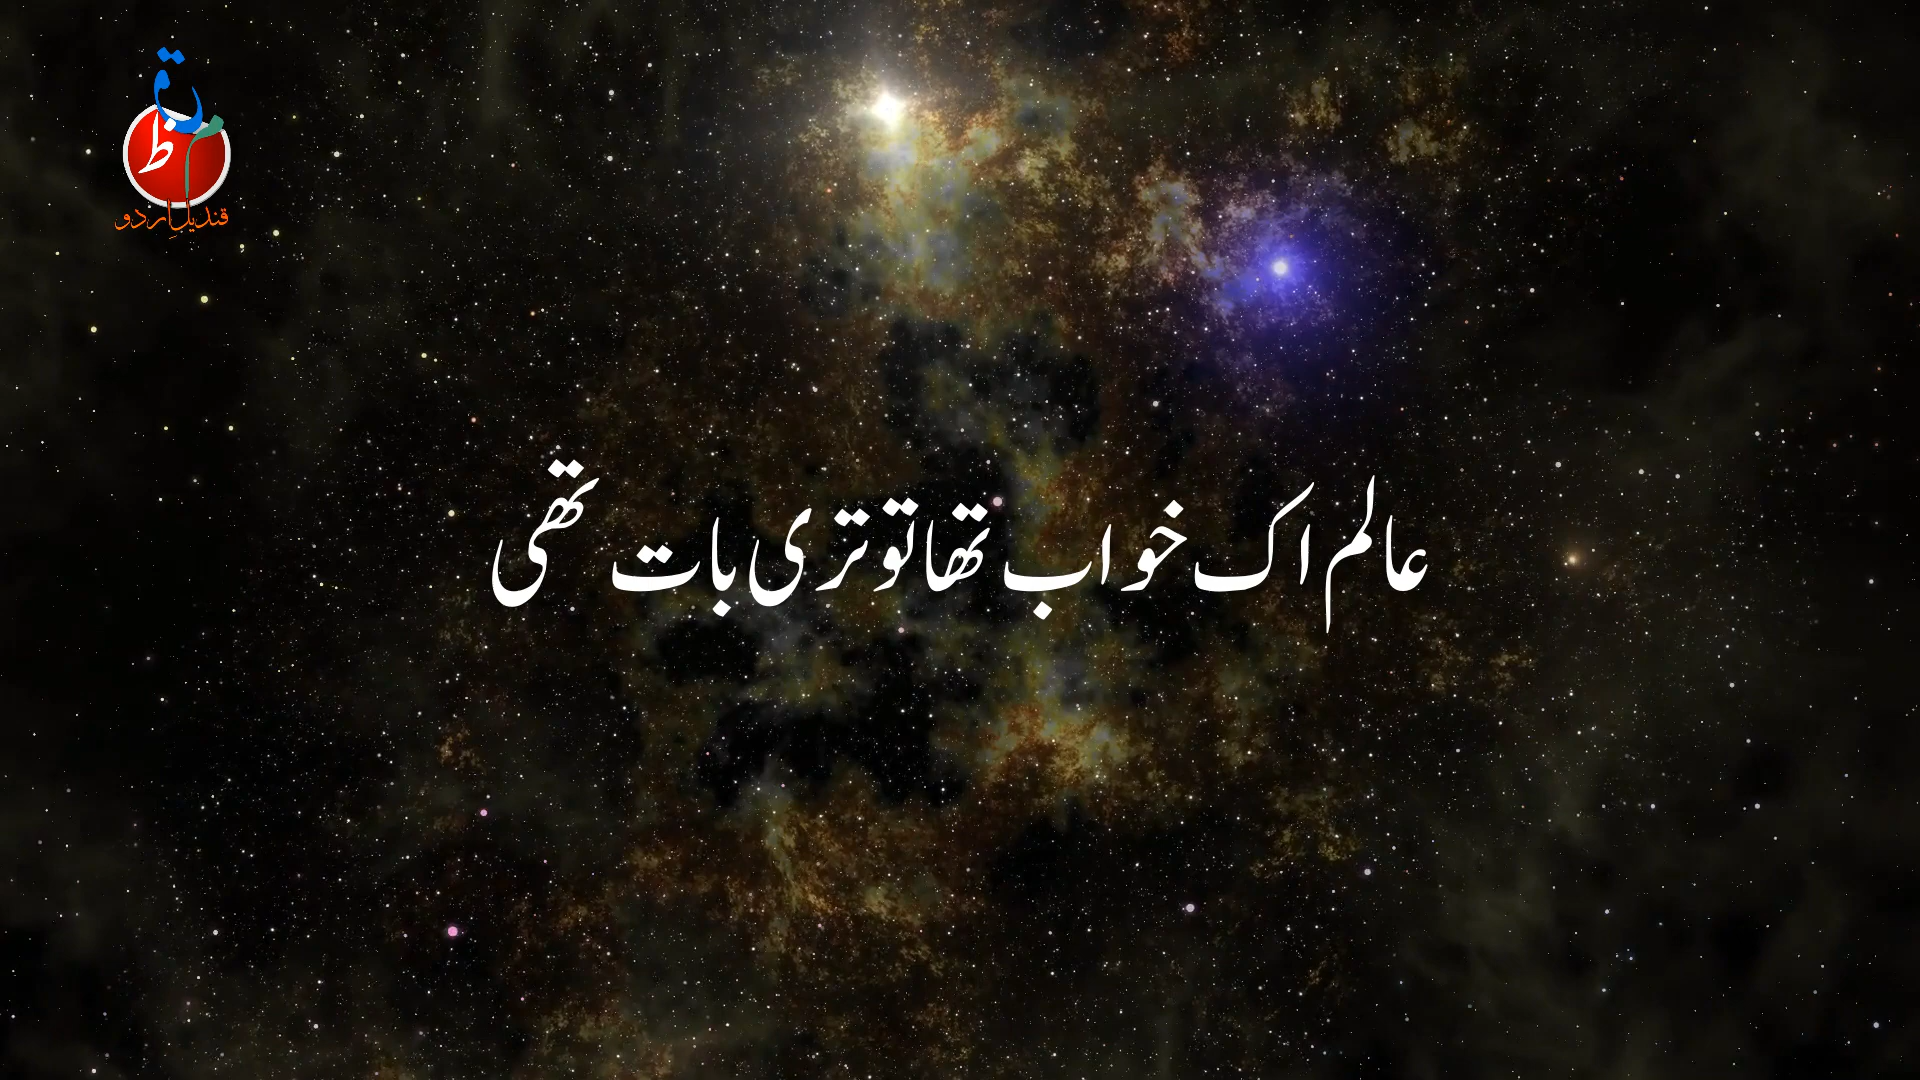 قندیلِ اردو
عالم اک خواب تھا تو تری بات تھی